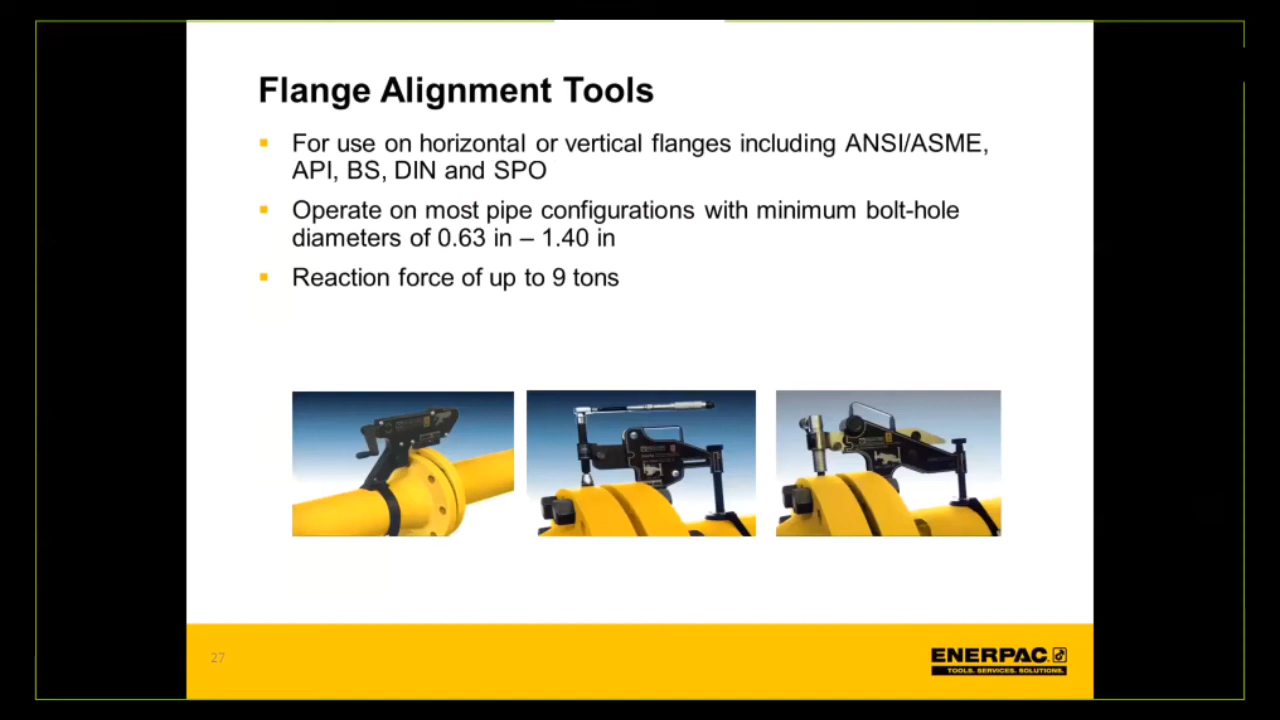 Flange Alignment Tools
For use on horizontal or vertical flanges including ANSI/ASME,
API, BS, DIN and SPO
Operate on most pipe configurations with minimum bolt-hole
diameters of 0.63 in – 1.40 in
Reaction force of up to 9 tons
27
ENERPAC
TOOLS. SERVICES. SOLUTIONS.